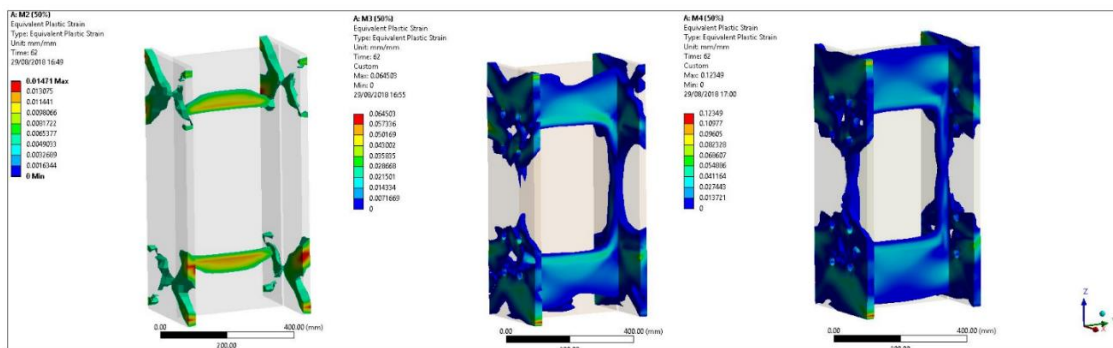 A: M2 (50%)
Equivalent Plastic Strain
Type: Equivalent Plastic Strain
Unit: mm/mm
Time: 62
29/08/2018 16:49
0.01471 Max
0.013075
0.011441
0.0098066
0.0081722
0.0065377
0.0049033
0.0032689
0.0016344
0 Min
0.00
400.00 (mm)
200.00
A: M3 (50%)
Equivalent Plastic Strain
Type: Equivalent Plastic Strain
Unit: mm/mm
Time: 62
Custom
Max: 0.064503
Min: 0
29/08/2018 16:55
0.064503
0.057336
0.050169
0.043002
0.035835
0.028668
0.021501
0.014334
0.0071669
0
0.00
400.00 (mm)
A: M4 (50%)
Equivalent Plastic Strain
Type: Equivalent Plastic Strain
Unit: mm/mm
Time: 62
Custom
Max: 0.12349
Min: 0
29/08/2018 17:00
0.12349
0.10977
0.09605
0.082328
0.068607
0.054886
0.041164
0.027443
0.013721
0
0.00
400.00 (mm)
200.00
Z
X